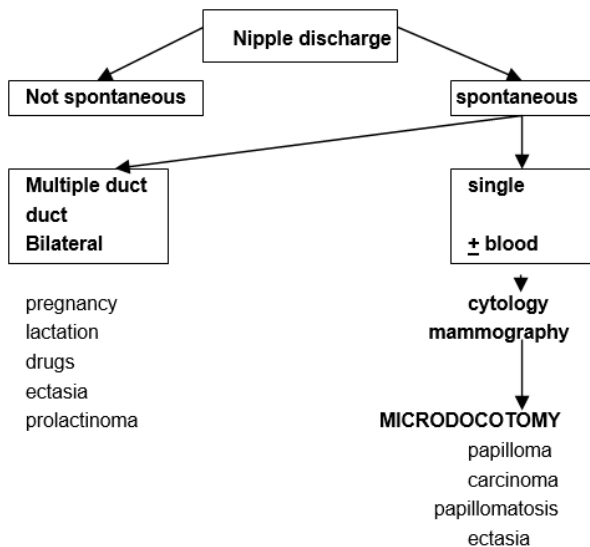 Nipple discharge
Not spontaneous
spontaneous
Multiple duct
duct
Bilateral
single
± blood
pregnancy
lactation
drugs
ectasia
prolactinoma
cytology
mammography
MICRODOCOTOMY
papilloma
carcinoma
papillomatosis
ectasia